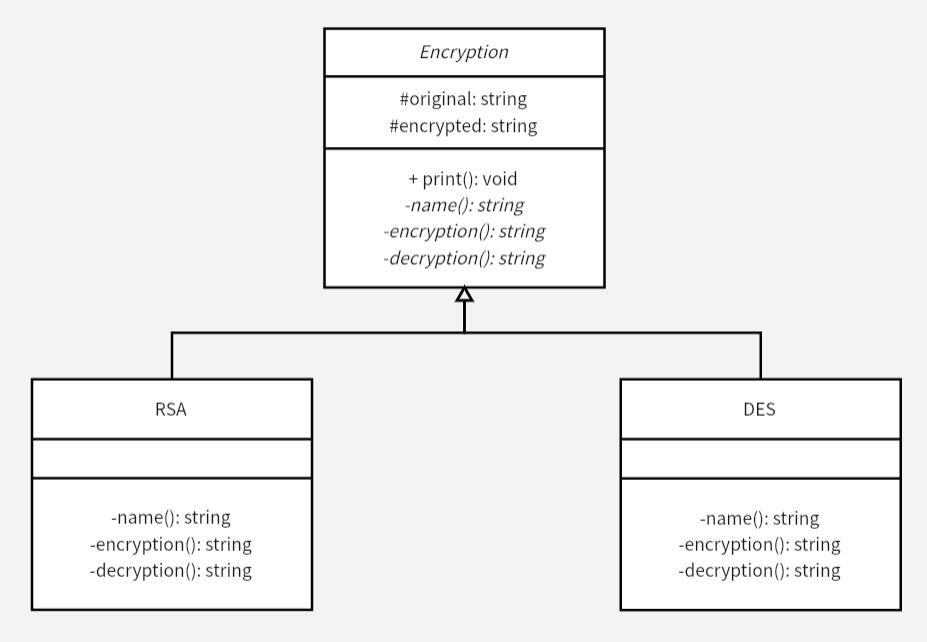 Encryption
#original: string
#encrypted: string
+ print(): void
-name(): string
-encryption(): string
-decryption(): string
RSA
-name(): string
-encryption(): string
-decryption(): string
DES
-name(): string
-encryption(): string
-decryption(): string